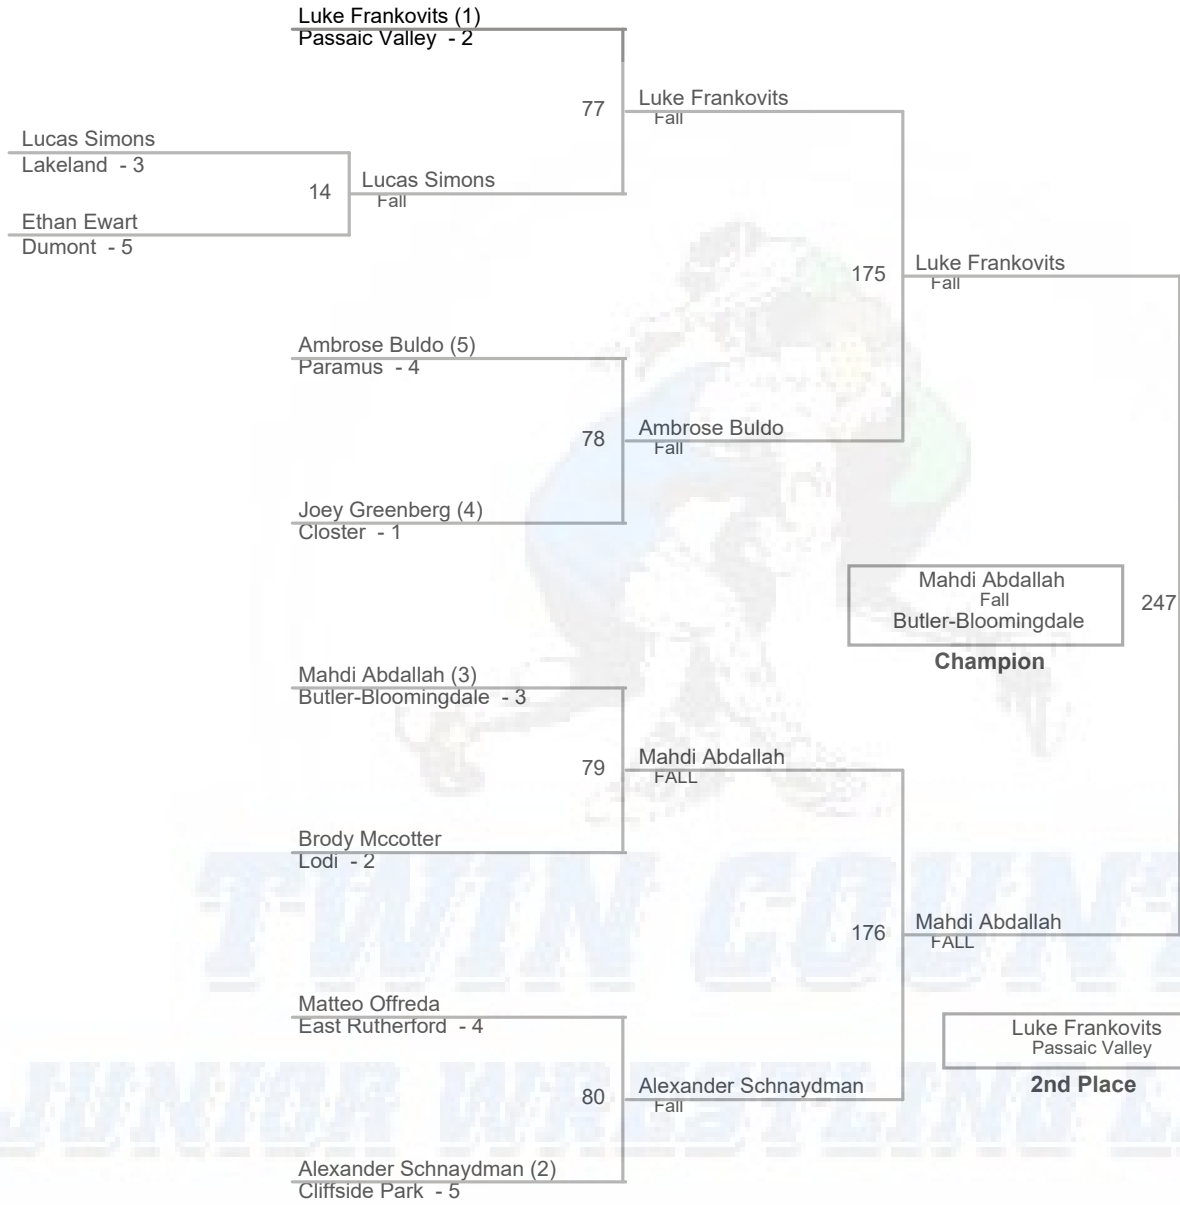 Luke Frankovits (1)
Passaic Valley - 2
77
Luke Frankovits
Fall
Lucas Simons
Lakeland - 3
14
Lucas Simons
Fall
Ethan Ewart
Dumont - 5
175
Luke Frankovits
Fall
Ambrose Buldo (5)
Paramus - 4
78
Ambrose Buldo
Fall
Joey Greenberg (4)
Closter - 1
Mahdi Abdallah
Fall
Butler-Bloomingdale
247
Champion
Mahdi Abdallah (3)
Butler-Bloomingdale - 3
79
Mahdi Abdallah
FALL
Brody Mccotter
Lodi - 2
176
Mahdi Abdallah
FALL
TWIN COUN
Matteo Offreda
East Rutherford - 4
Luke Frankovits
Passaic Valley
2nd Place
80
Alexander Schnaydman
Fall
JUNIOR WRESTLING L
Alexander Schnaydman (2)
Cliffside Park - 5